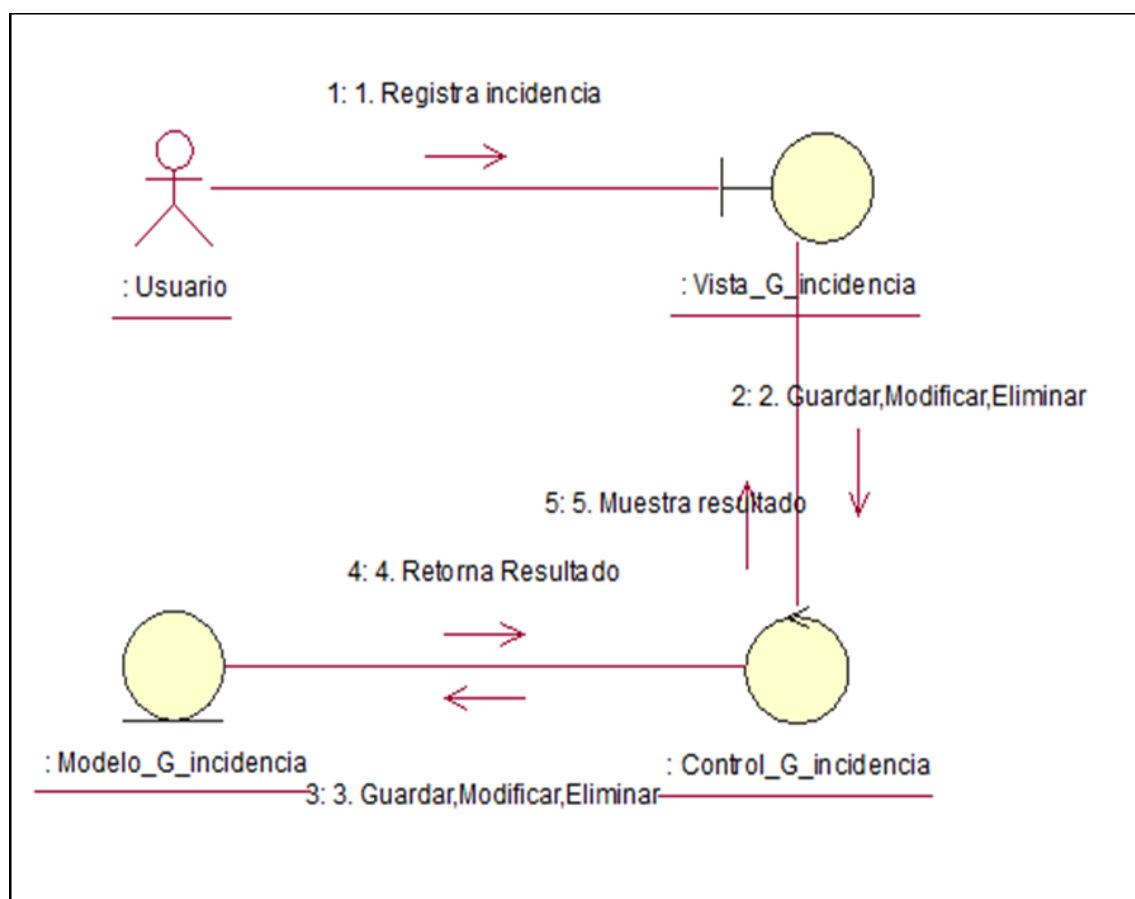 1: 1. Registra incidencia
: Usuario
: Vista_G_incidencia
2: 2. Guardar,Modificar,Eliminar
5: 5. Muestra resultado
4: 4. Retorna Resultado
: Modelo_G_incidencia
: Control_G_incidencia
3: 3. Guardar,Modificar,Eliminar